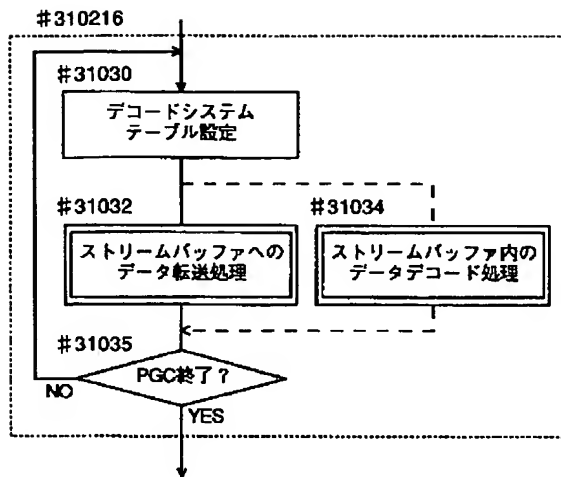 #310216
#31030
デコードシステム
テーブル設定
#31032
#31034
ストリームバッファへの
データ転送処理
ストリームバッファ内の
データデコード処理
#31035
PGC終了?
NO
YES